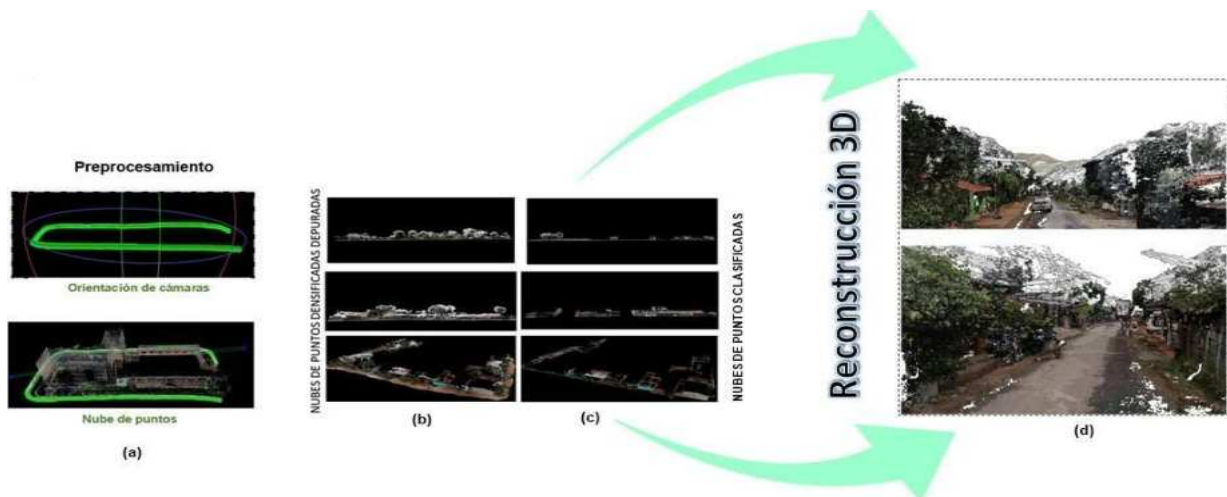 Preprocesamiento
Orientación de cámaras
Nube de puntos
(a)
NUBES DE PUNTOS DENSIFICADAS DEPURADAS
(b)
(c)
NUBES DE PUNTOS CLASIFICADAS
Reconstrucción 3D
(d)